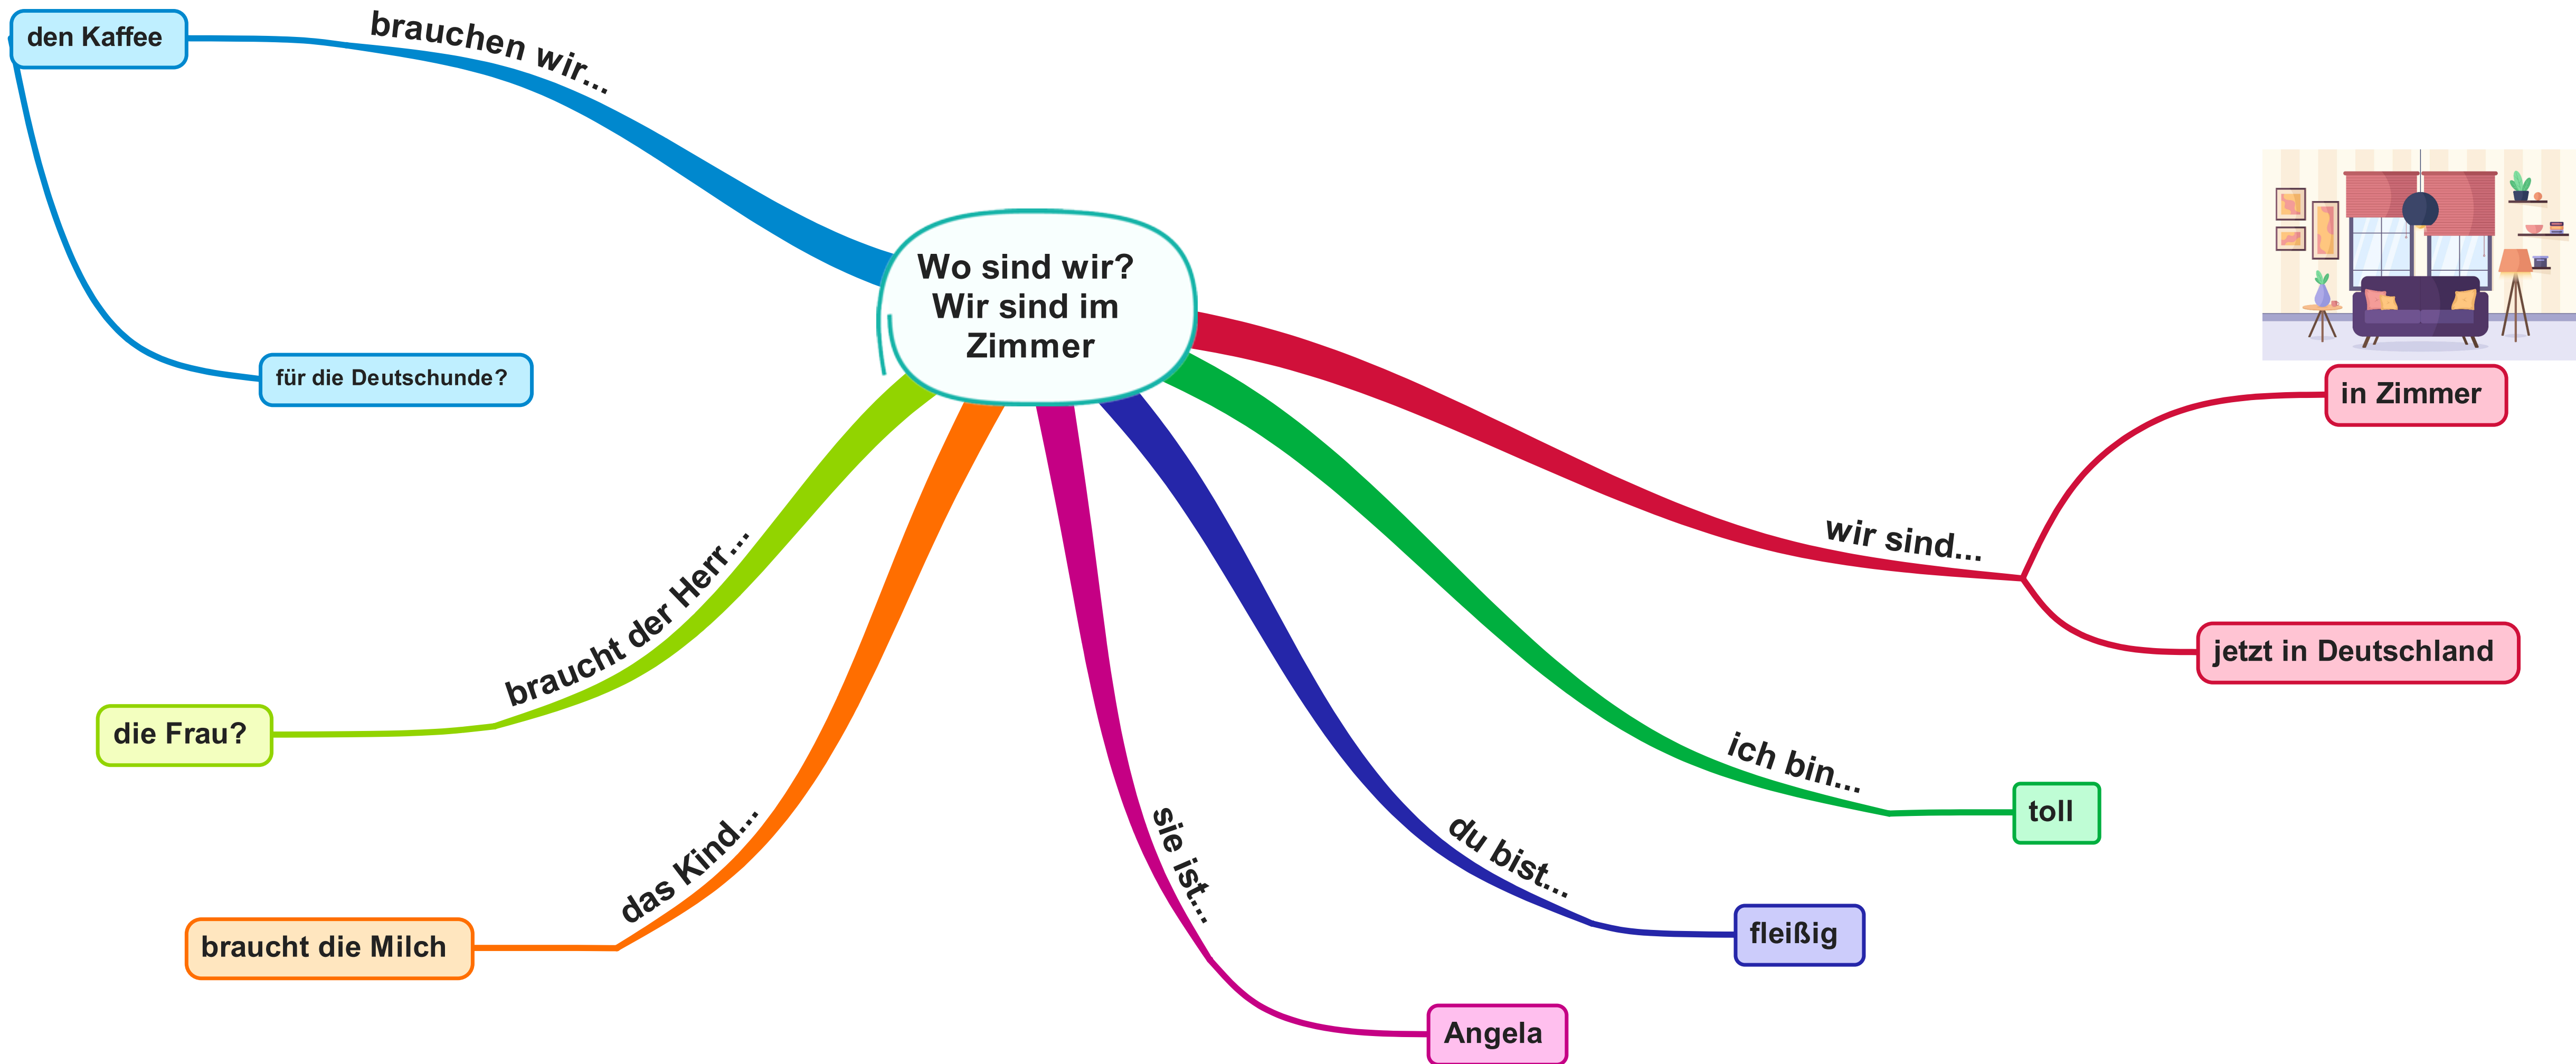 den Kaffee
brauchen wir...
für die Deutschunde?
Wo sind wir?
Wir sind im
Zimmer
wir sind...
in Zimmer
jetzt in Deutschland
ich bin...
toll
du bist...
fleißig
sie ist...
Angela
das Kind...
braucht die Milch
braucht der Herr...
die Frau?